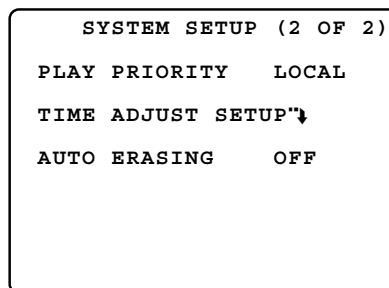 SYSTEM SETUP (2 OF 2)
PLAY PRIORITY LOCAL
TIME ADJUST SETUP
AUTO ERASING OFF